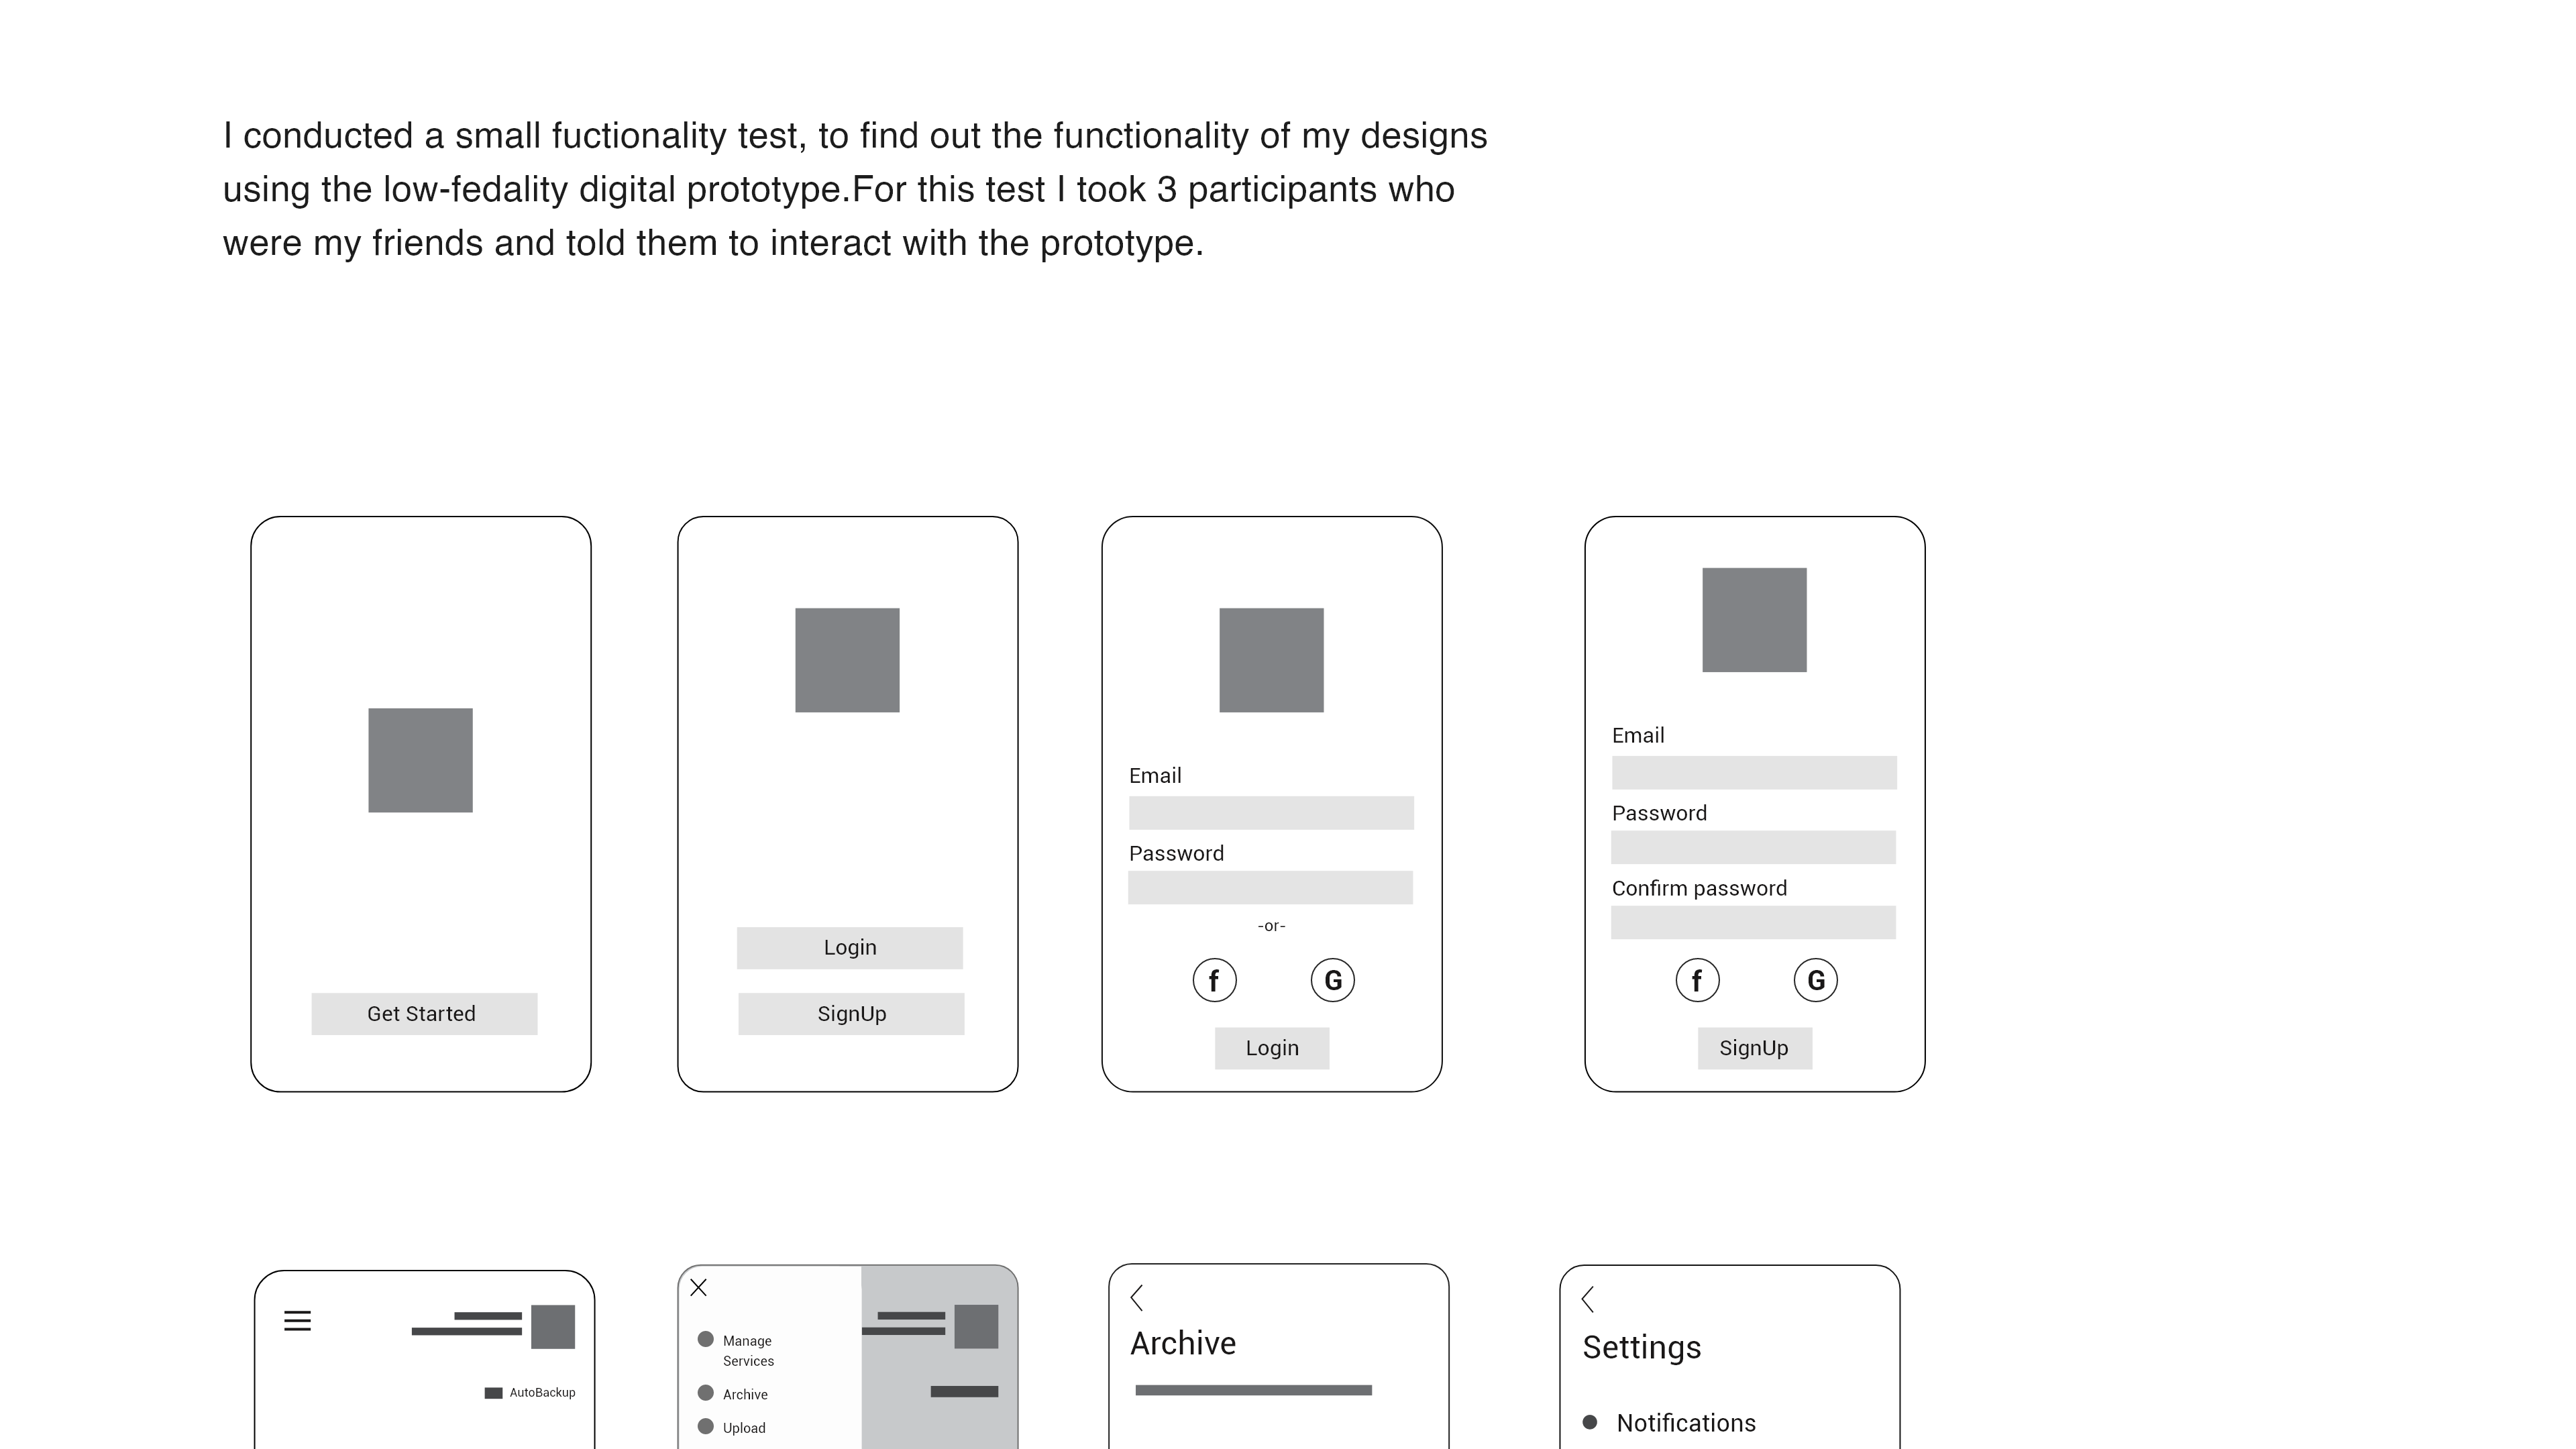 I conducted a small fuctionality test, to find out the functionality of my designs
using the low-fedality digital prototype.For this test I took 3 participants who
were my friends and told them to interact with the prototype.
Get Started
Login
SignUp
Email
Password
-or-
f G
Login
Email
Password
Confirm password
f G
SignUp
AutoBackup
Manage
Services
Archive
Upload
Archive
Settings
Notifications